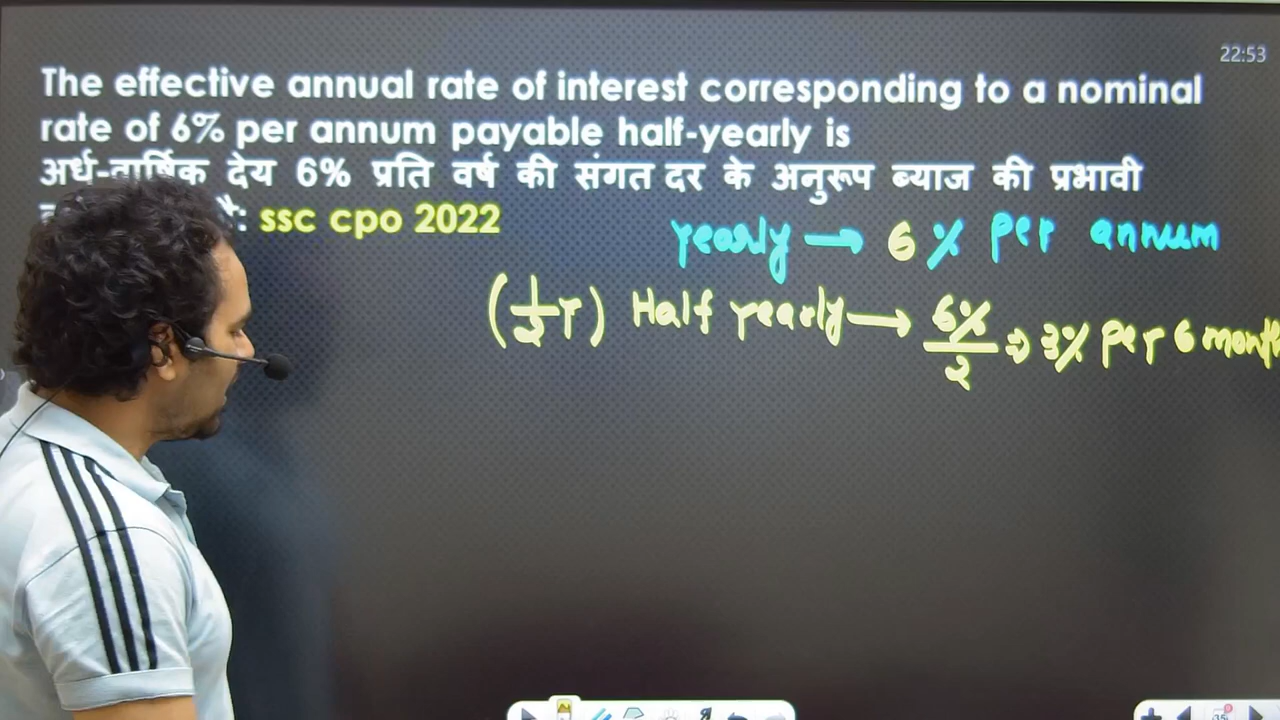 22:53
The effective annual rate of interest corresponding to a nominal
rate of 6% per annum payable half-yearly is
अर्ध-वार्षिक देय 6% प्रति वर्ष की संगत दर के अनुरूप ब्याज की प्रभावी
: ssc cpo 2022
yearly → 6 % per annum
(1/2 Y) Half yearly → 6%/2 ⇒ 3% per 6 month